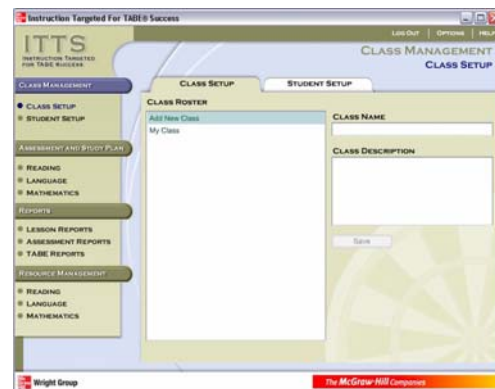 Instruction Targeted For TABE® Success
LOG OUT | OPTIONS | HELP
ITTS
INSTRUCTION TARGETED
FOR TABE SUCCESS
CLASS MANAGEMENT
CLASS SETUP
CLASS MANAGEMENT
CLASS SETUP
STUDENT SETUP
ASSESSMENT AND STUDY PLAN
READING
LANGUAGE
MATHEMATICS
REPORTS
LESSON REPORTS
ASSESSMENT REPORTS
TABE REPORTS
RESOURCE MANAGEMENT
READING
LANGUAGE
MATHEMATICS
CLASS SETUP
STUDENT SETUP
CLASS ROSTER
Add New Class
My Class
CLASS NAME
CLASS DESCRIPTION
Save
Wright Group
The McGraw-Hill Companies